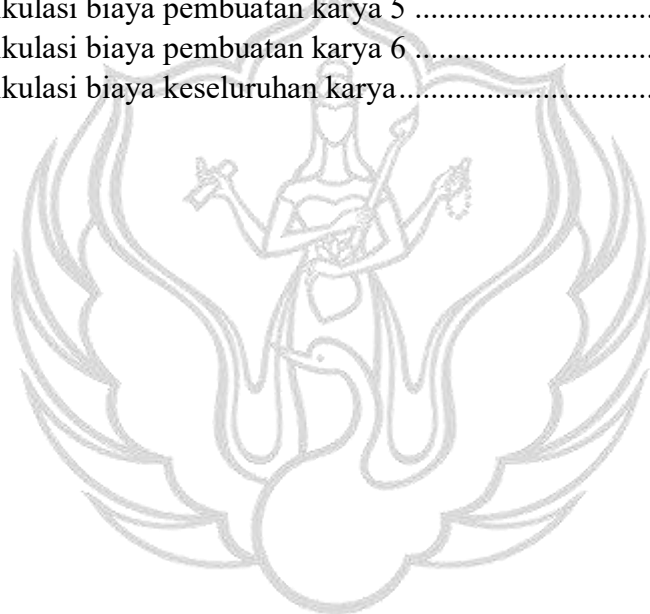 kulasi biaya pembuatan karya 5 ..............................
kulasi biaya pembuatan karya 6 ..............................
kulasi biaya keseluruhan karya................................